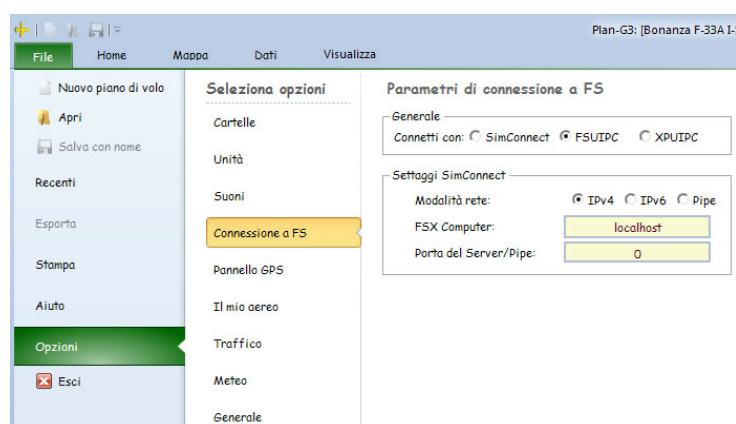 Plan-G3: [Bonanza F-33A I-
File Home Mappa Dati Visualizza
Nuovo piano di volo
Apri
Salva con nome
Recenti
Esporta
Stampa
Aiuto
Opzioni
Esci
Seleziona opzioni
Cartelle
Unità
Suoni
Connessione a FS
Pannello GPS
Il mio aereo
Traffico
Meteo
Generale
Parametri di connessione a FS
Generale
Connetti con: SimConnect FSUIPC XPUIPC
Settaggi SimConnect
Modalità rete: IPv4 IPv6 Pipe
FSX Computer: localhost
Porta del Server/Pipe: 0